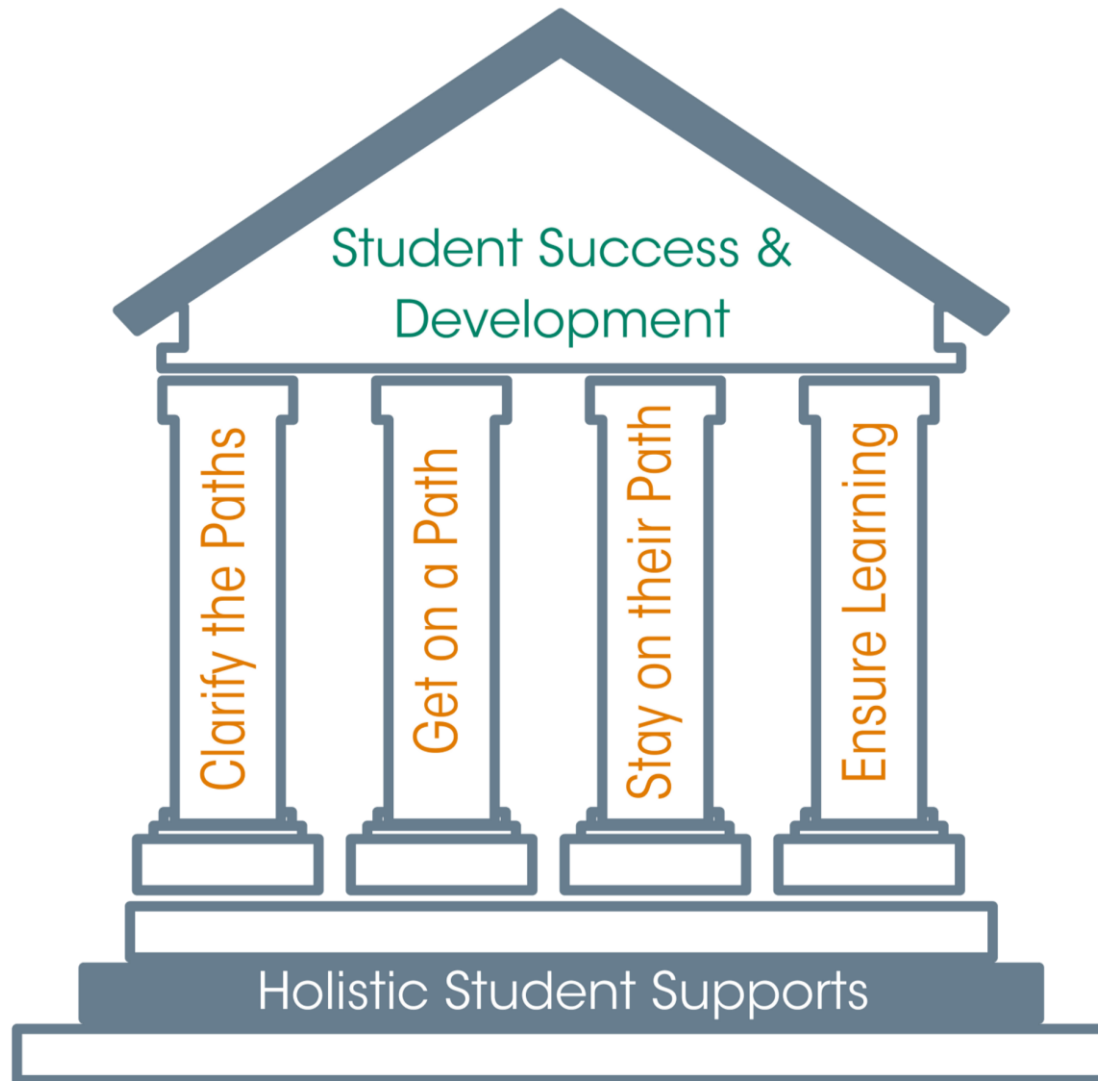 Student Success &
Development
Clarify the Paths
Get on a Path
Stay on their Path
Ensure Learning
Holistic Student Supports